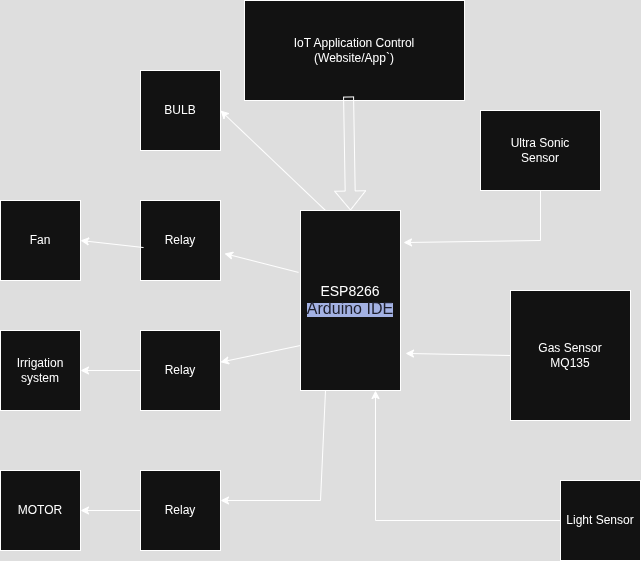 IoT Application Control
(Website/App`)
BULB
Ultra Sonic
Sensor
Fan
Relay
ESP8266
Arduino IDE
Irrigation
system
Relay
Gas Sensor
MQ135
MOTOR
Relay
Light Sensor